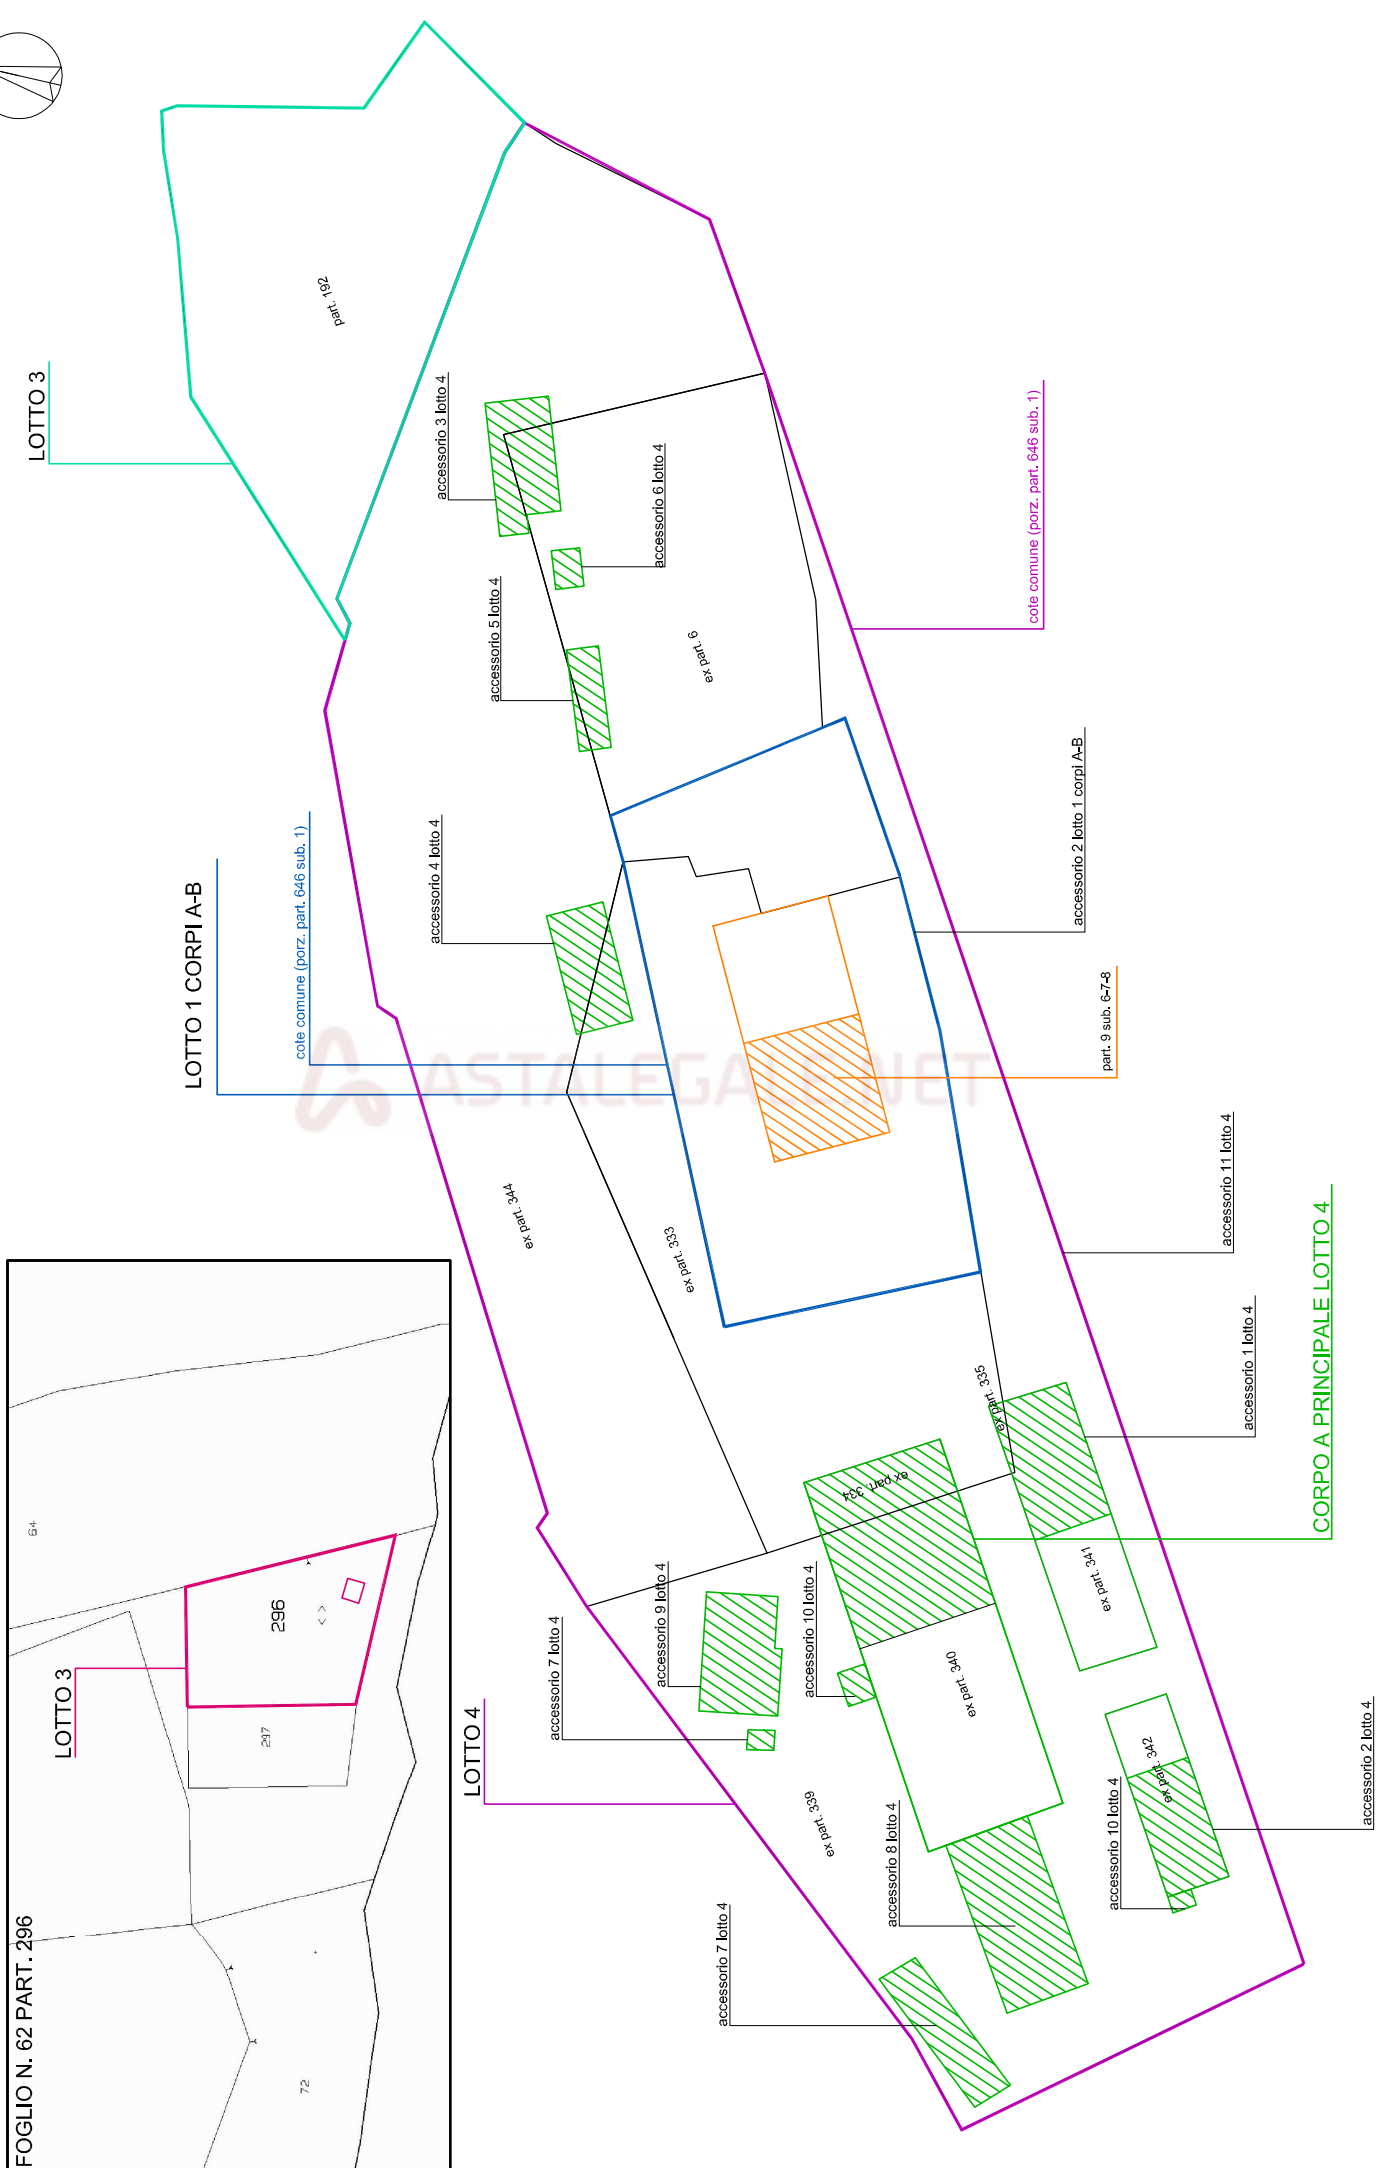 LOTTO 3
part. 192
accessorio 3 lotto 4
accessorio 6 lotto 4
accessorio 5 lotto 4
ex part. 6
cote comune (porz. part. 646 sub. 1)
LOTTO 1 CORPI A-B
cote comune (porz. part. 646 sub. 1)
accessorio 4 lotto 4
accessorio 2 lotto 1 corpi A-B
part. 9 sub. 6-7-8
ASTALEGALE.NET
ex part. 344
ex part. 333
accessorio 11 lotto 4
accessorio 1 lotto 4
CORPO A PRINCIPALE LOTTO 4
ex part. 335
ex part. 334
ex part. 341
accessorio 9 lotto 4
accessorio 10 lotto 4
accessorio 7 lotto 4
LOTTO 4
ex part. 340
ex part. 342
ex part. 339
accessorio 8 lotto 4
accessorio 10 lotto 4
accessorio 2 lotto 4
accessorio 7 lotto 4
FOGLIO N. 62 PART. 296
LOTTO 3
64
296
297
72